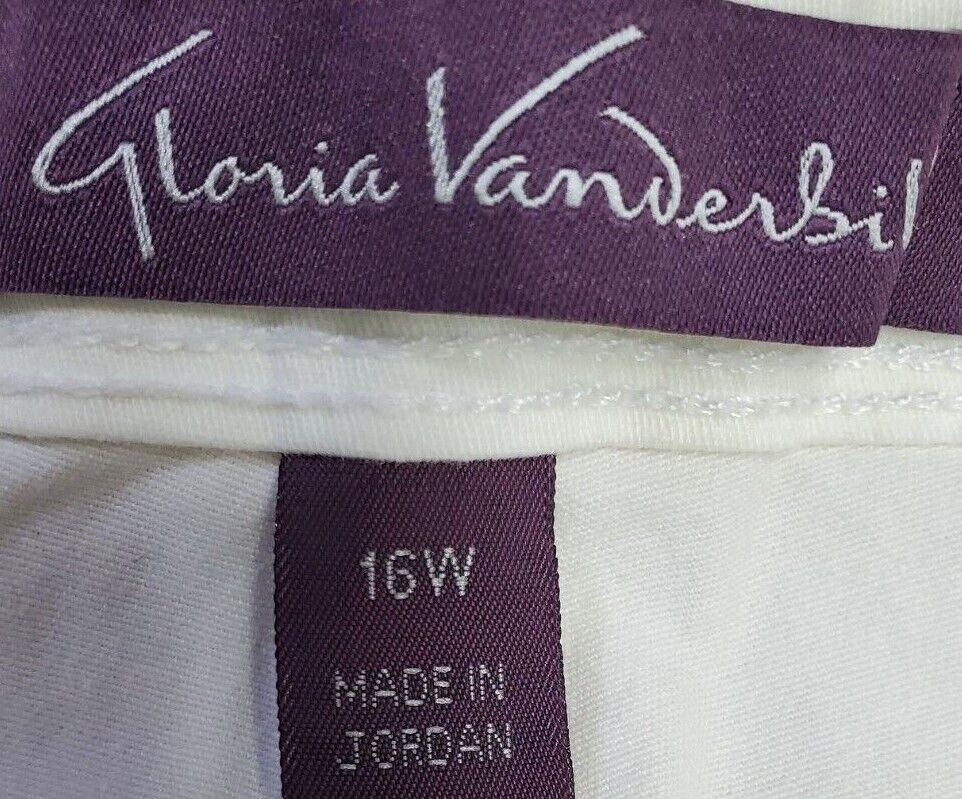 Gloria Vanderbil
16W
MADE IN
JORDAN